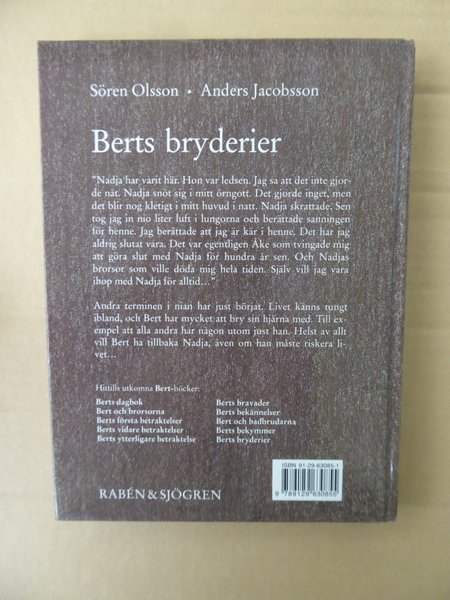 Sören Olsson • Anders Jacobsson
Berts bryderier
"Nadja har varit här. Hon var ledsen. Jag sa att det inte gjor-
de nåt. Nadja snöt sig i mitt örngott. Det gjorde inget, men
det blir nog kletigt i mitt huvud i natt. Nadja skrattade. Sen
tog jag in nio liter luft i lungorna och berättade sanningen
för henne. Jag berättade att jag är kär i henne. Det har jag
aldrig slutat vara. Det var egentligen Åke som tvingade mig
att göra slut med Nadja för hundra år sen. Och Nadjas
brorsor som ville döda mig hela tiden. Själv vill jag vara
ihop med Nadja för alltid…"
Andra terminen i nian har just börjat. Livet känns tungt
ibland, och Bert har mycket att bry sin hjärna med. Till ex-
empel att alla andra har någon utom just han. Helst av allt
vill Bert ha tillbaka Nadja, även om han måste riskera li-
vet…
Hittills utkomna Bert-böcker:
Berts dagbok
Bert och brorsorna
Berts första betraktelser
Berts vidare betraktelser
Berts ytterligare betraktelse
Berts bravader
Berts bekännelser
Bert och badbrudarna
Berts bekymmer
Berts bryderier
ISBN 91-29-63085-1
9 789129 630855
RABÉN & SJÖGREN